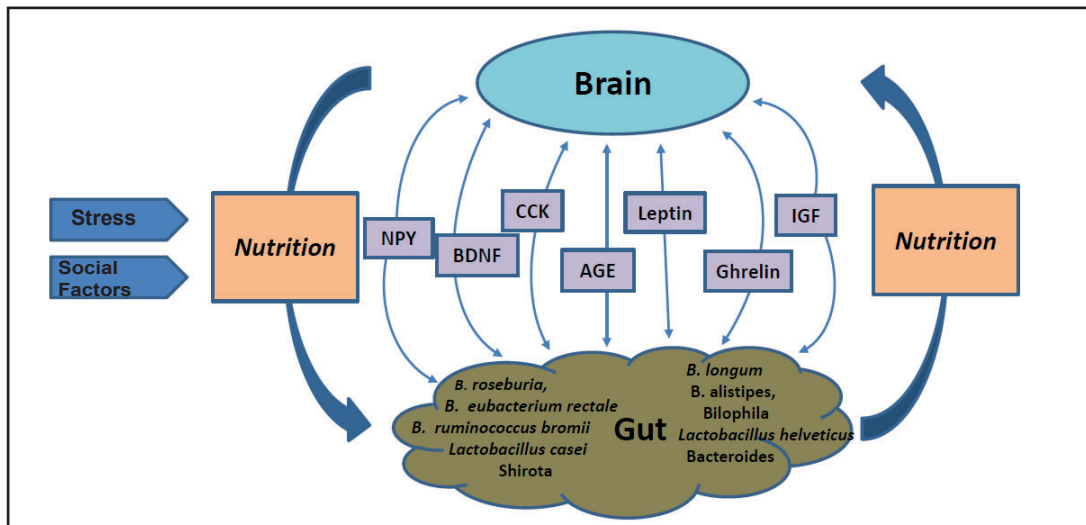 Brain
Stress
Social
Factors
Nutrition
NPY
BDNF
CCK
AGE
Leptin
Ghrelin
IGF
Nutrition
B. roseburia,
B. eubacterium rectale
B. ruminococcus bromii
Lactobacillus casei
Shirota
Gut
B. longum
B. alistipes,
Bilophila
Lactobacillus helveticus
Bacteroides